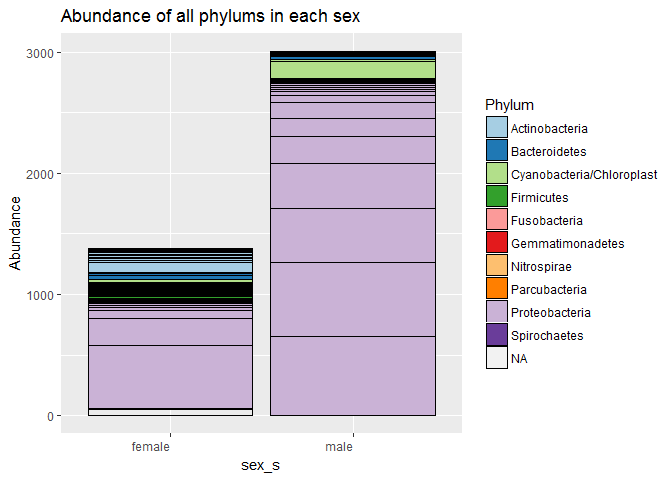 Abundance of all phylums in each sex
3000
2000
1000
0
Abundance
female
male
sex_s
Phylum
Actinobacteria
Bacteroidetes
Cyanobacteria/Chloroplast
Firmicutes
Fusobacteria
Gemmatimonadetes
Nitrospirae
Parcubacteria
Proteobacteria
Spirochaetes
NA